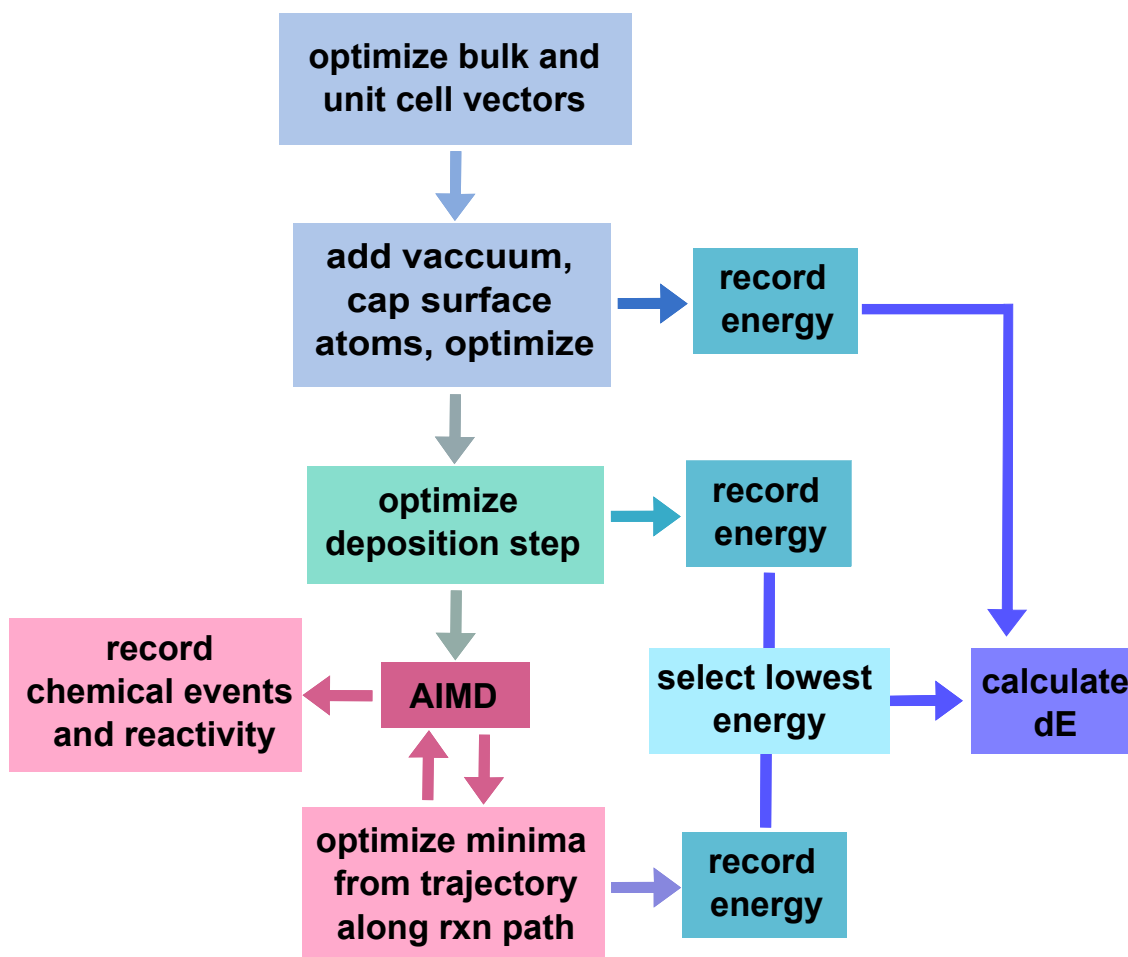 optimize bulk and
unit cell vectors
add vaccuum,
cap surface
atoms, optimize
record
energy
optimize
deposition step
record
energy
record
chemical events
and reactivity
AIMD
select lowest
energy
calculate
dE
optimize minima
from trajectory
along rxn path
record
energy